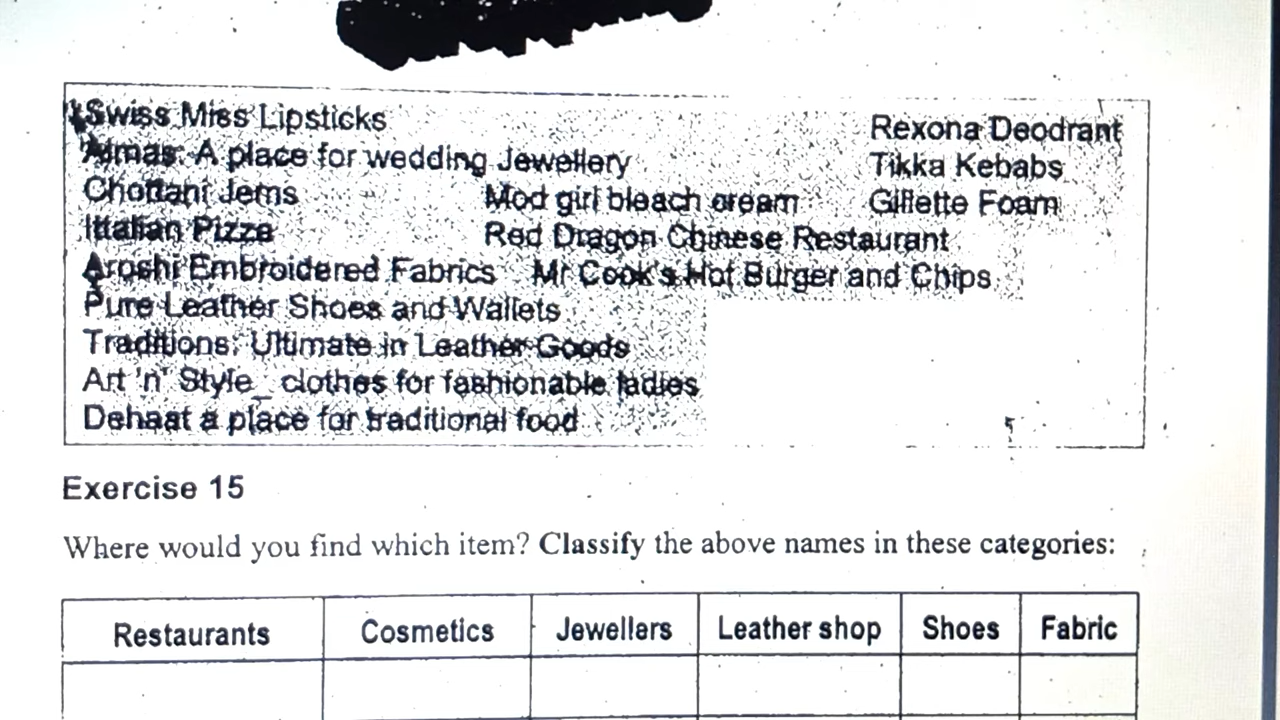 Swiss Miss Lipsticks Rexona Deodrant
Almas: A place for wedding Jewellery Tikka Kebabs
Chottani Jems Mod girl bleach cream Gillette Foam
Ittalian Pizza Red Dragon Chinese Restaurant
Aroshi Embroidered Fabrics Mr Cook's Hot Burger and Chips
Pure Leather Shoes and Wallets
Traditions: Ultimate in Leather Goods
Art 'n' Style_ clothes for fashionable ladies
Dehaat a place for traditional food
Exercise 15
Where would you find which item? Classify the above names in these categories:
Restaurants Cosmetics Jewellers Leather shop Shoes Fabric